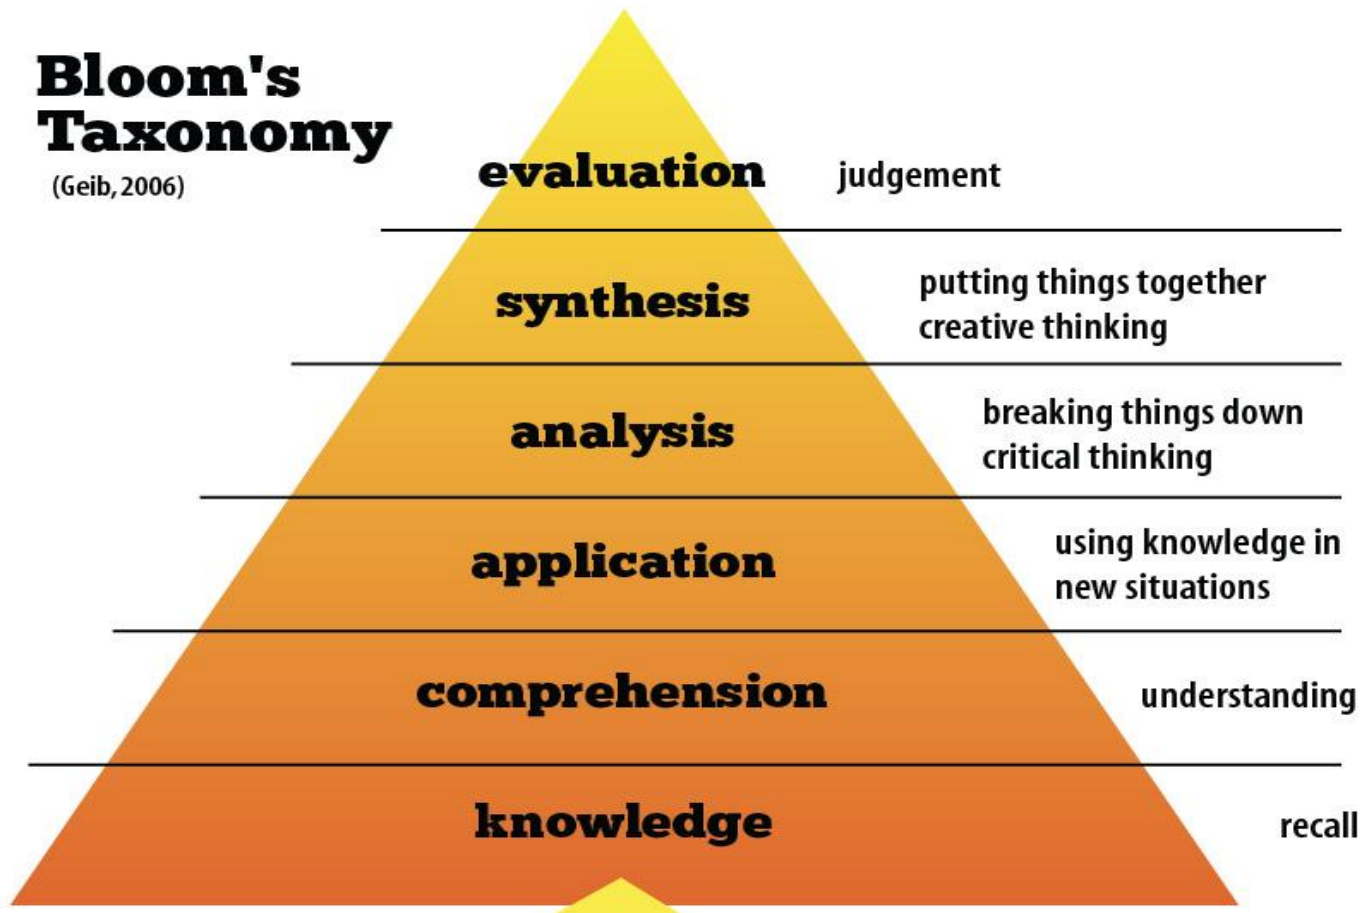 Bloom's
Taxonomy
(Geib, 2006)
evaluation
judgement
synthesis
putting things together
creative thinking
analysis
breaking things down
critical thinking
application
using knowledge in
new situations
comprehension
understanding
knowledge
recall